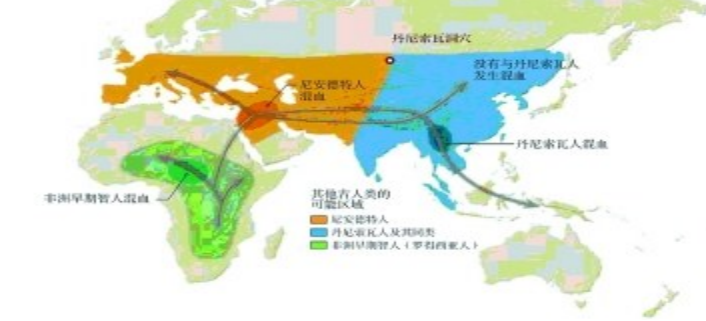 丹尼索瓦洞穴
没有与丹尼索瓦人
发生混血
尼安德特人
混血
丹尼索瓦人混血
非洲早期智人混血
其他古人类的
可能区域
尼安德特人
丹尼索瓦人及其同类
非洲早期智人（罗得西亚人）